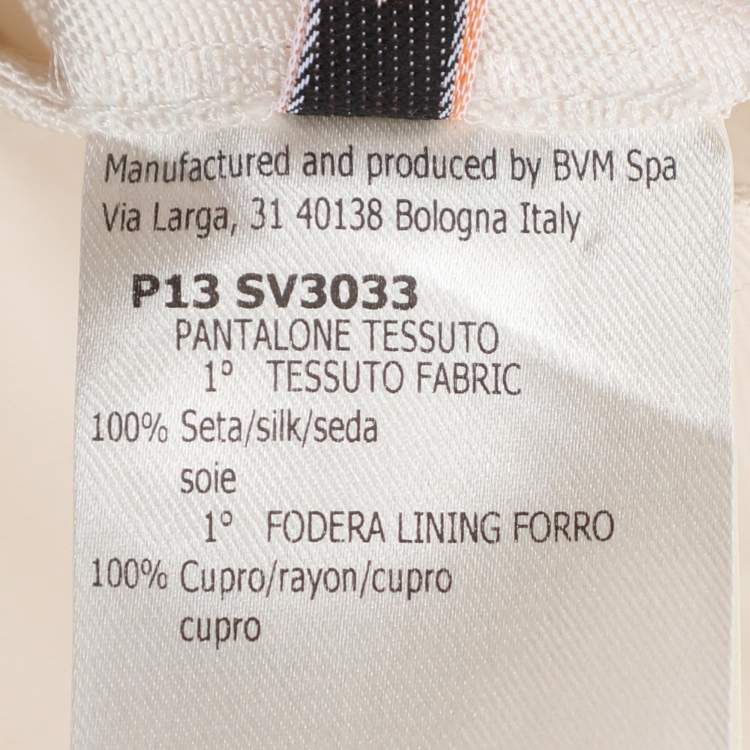 Manufactured and produced by BVM Spa
Via Larga, 31 40138 Bologna Italy
P13 SV3033
PANTALONE TESSUTO
1° TESSUTO FABRIC
100% Seta/silk/seda
soie
1° FODERA LINING FORRO
100% Cupro/rayon/cupro
cupro